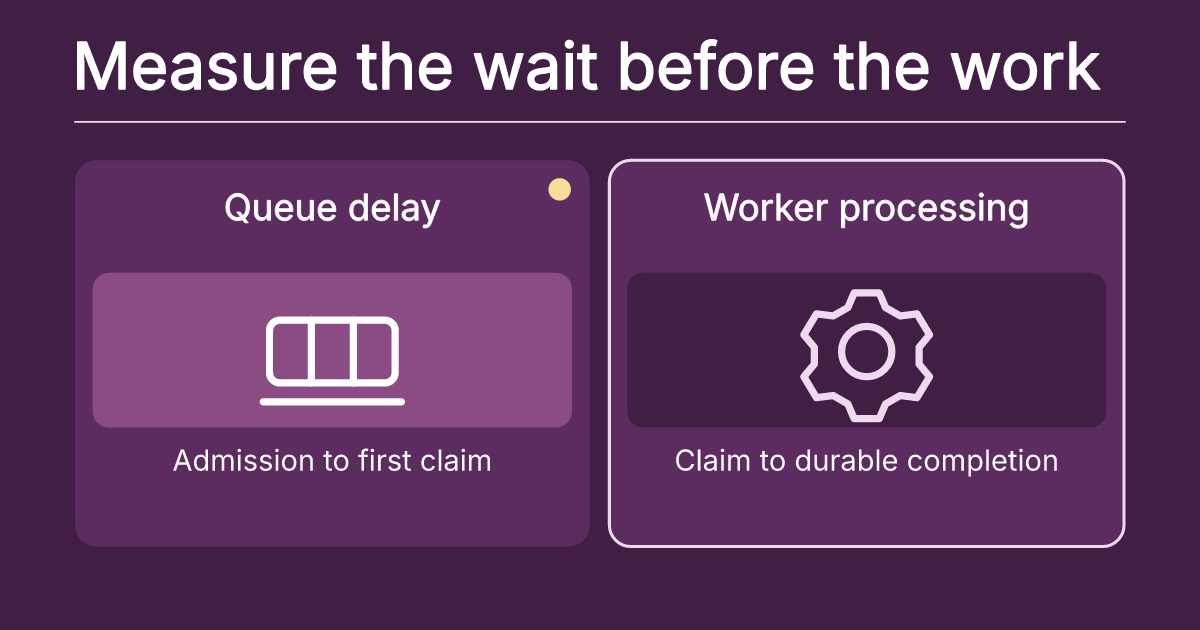 Measure the wait before the work
Queue delay
Admission to first claim
Worker processing
Claim to durable completion